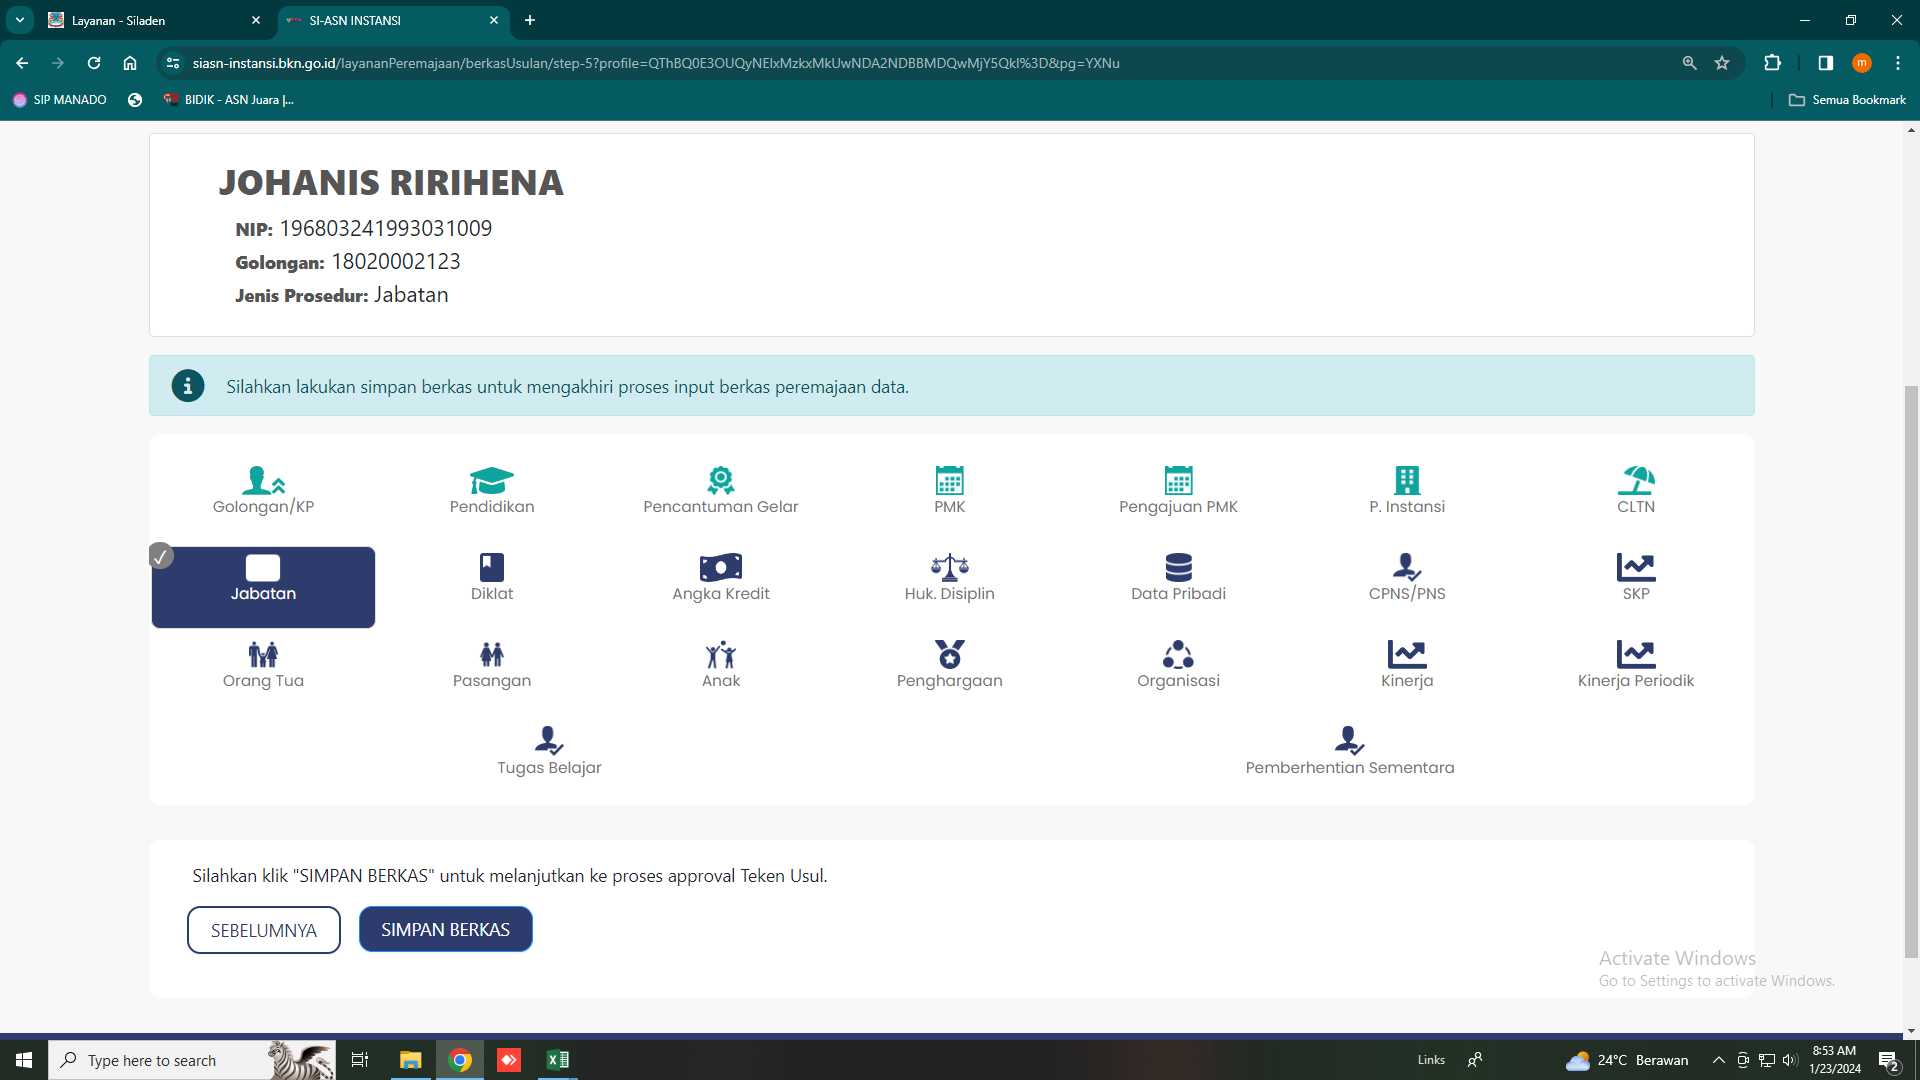 Layanan - Siladen
SI-ASN INSTANSI
siasn-instansi.bkn.go.id/layananPeremajaan/berkasUsulan/step-5?profile=QThBQ0E3OUQyNEIxMzkxMkUwNDA2NDBBMDQwMjY5QkI%3D&pg=YXNu
m
SIP MANADO
BIDIK - ASN Juara |...
Semua Bookmark
JOHANIS RIRIHENA
NIP: 196803241993031009
Golongan: 18020002123
Jenis Prosedur: Jabatan
Silahkan lakukan simpan berkas untuk mengakhiri proses input berkas peremajaan data.
Golongan/KP
Pendidikan
Pencantuman Gelar
PMK
Pengajuan PMK
P. Instansi
CLTN
Jabatan
Diklat
Angka Kredit
Huk. Disiplin
Data Pribadi
CPNS/PNS
SKP
Orang Tua
Pasangan
Anak
Penghargaan
Organisasi
Kinerja
Kinerja Periodik
Tugas Belajar
Pemberhentian Sementara
Silahkan klik "SIMPAN BERKAS" untuk melanjutkan ke proses approval Teken Usul.
SEBELUMNYA
SIMPAN BERKAS
Activate Windows
Go to Settings to activate Windows.
Type here to search
Links
24°C Berawan
8:53 AM
1/23/2024
2